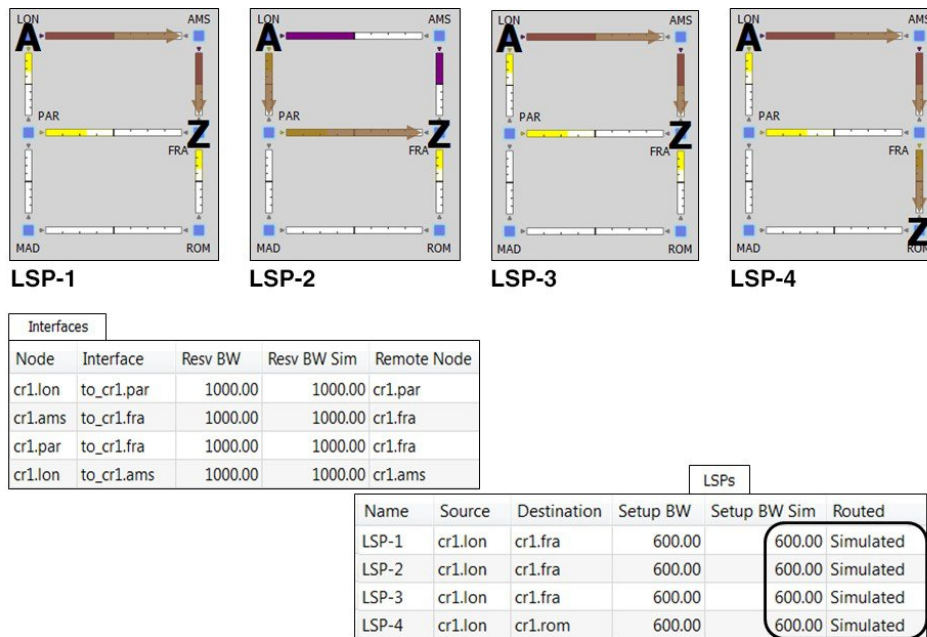 LON AMS LON AMS LON AMS LON AMS
A A A A
PAR PAR PAR PAR
Z Z Z
FRA FRA FRA FRA
Z
MAD ROM MAD ROM MAD ROM MAD ROM
LSP-1 LSP-2 LSP-3 LSP-4
Interfaces
Node Interface Resv BW Resv BW Sim Remote Node
cr1.lon to_cr1.par 1000.00 1000.00 cr1.par
cr1.ams to_cr1.fra 1000.00 1000.00 cr1.fra
cr1.par to_cr1.fra 1000.00 1000.00 cr1.fra
cr1.lon to_cr1.ams 1000.00 1000.00 cr1.ams
LSPs
Name Source Destination Setup BW Setup BW Sim Routed
LSP-1 cr1.lon cr1.fra 600.00 600.00 Simulated
LSP-2 cr1.lon cr1.fra 600.00 600.00 Simulated
LSP-3 cr1.lon cr1.fra 600.00 600.00 Simulated
LSP-4 cr1.lon cr1.rom 600.00 600.00 Simulated